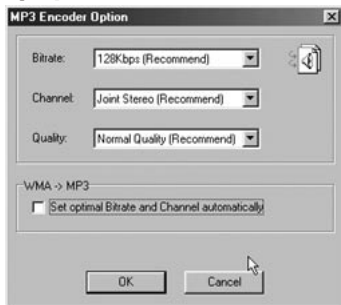 MP3 Encoder Option
Bitrate: 128Kbps (Recommend)
Channel: Joint Stereo (Recommend)
Quality: Normal Quality (Recommend)
WMA -> MP3
Set optimal Bitrate and Channel automatically
OK Cancel